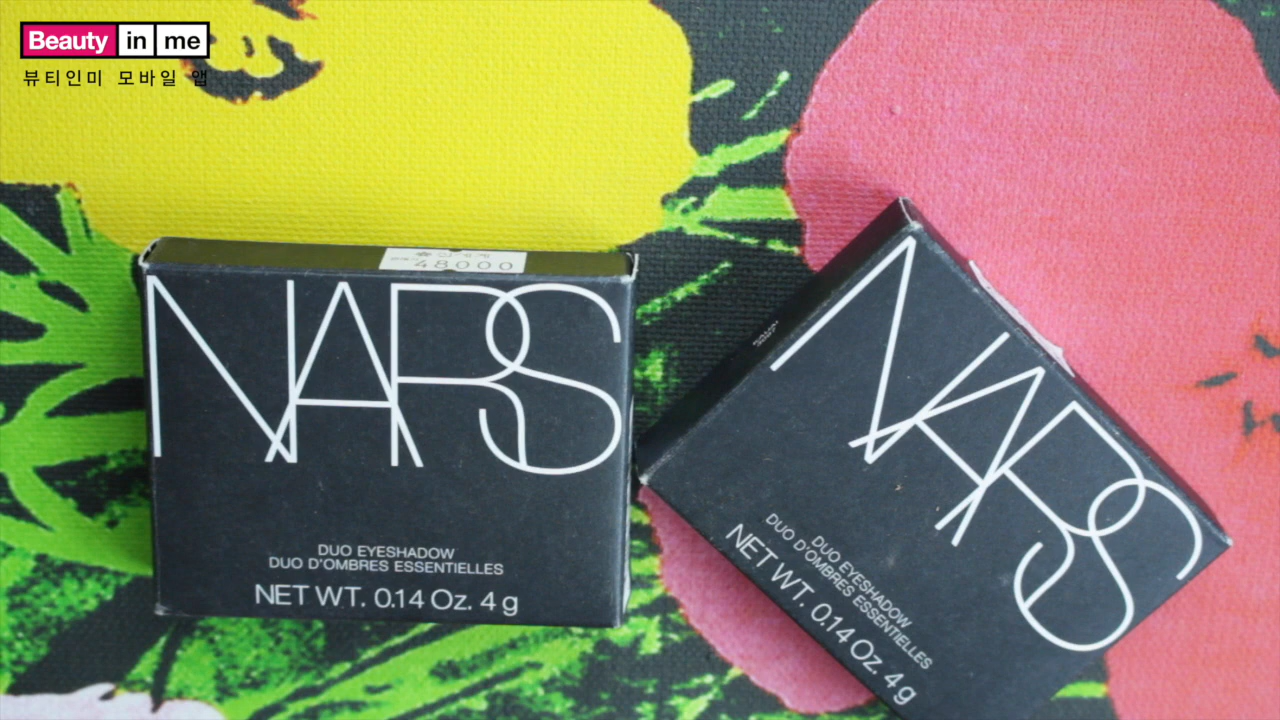 Beauty in me
뷰티인미 모바일 앱
48000
NARS
DUO EYESHADOW
DUO D'OMBRES ESSENTIELLES
NET WT. 0.14 Oz. 4 g
NARS
DUO EYESHADOW
DUO D'OMBRES ESSENTIELLES
NET WT. 0.14 Oz. 4 g